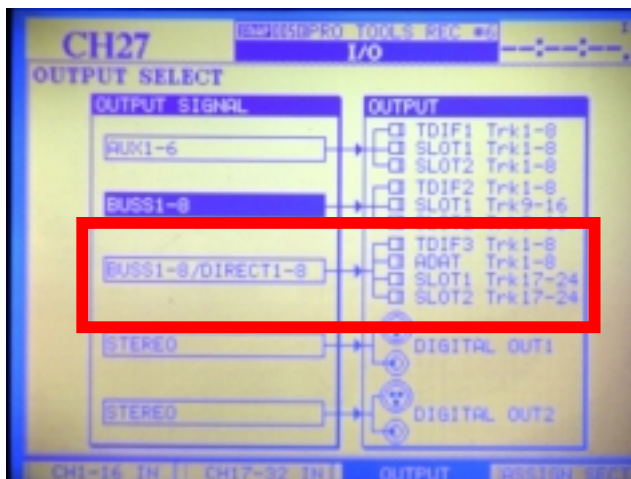 CH27
PRO TOOLS REC #6
I/O
--:--:--.
OUTPUT SELECT
OUTPUT SIGNAL
OUTPUT
AUX1-6
TDIF1 Trk1-8
SLOT1 Trk1-8
SLOT2 Trk1-8
BUSS1-8
TDIF2 Trk1-8
SLOT1 Trk9-16
BUSS1-8/DIRECT1-8
TDIF3 Trk1-8
ADAT Trk1-8
SLOT1 Trk17-24
SLOT2 Trk17-24
STEREO
DIGITAL OUT1
STEREO
DIGITAL OUT2
CH1-16 IN
CH17-32 IN
OUTPUT
ASSIGN